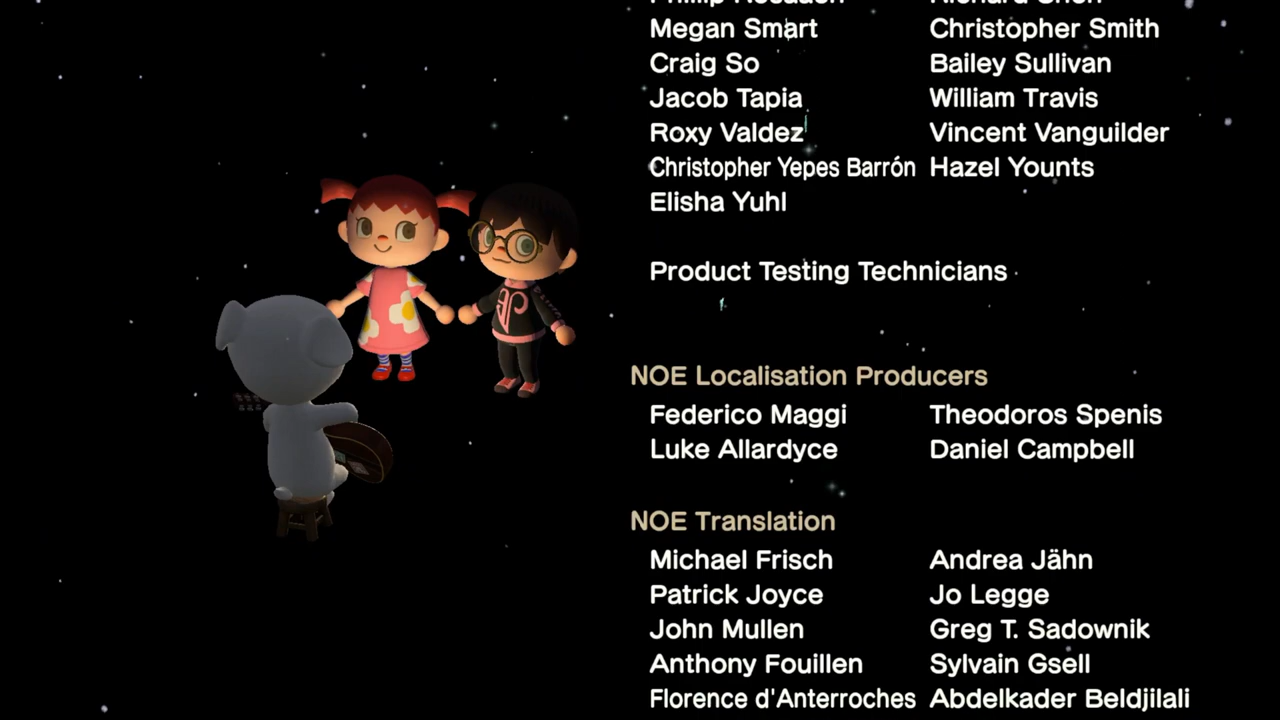 Megan Smart Christopher Smith
Craig So Bailey Sullivan
Jacob Tapia William Travis
Roxy Valdez Vincent Vanguilder
Christopher Yepes Barrón Hazel Younts
Elisha Yuhl
Product Testing Technicians
NOE Localisation Producers
Federico Maggi Theodoros Spenis
Luke Allardyce Daniel Campbell
NOE Translation
Michael Frisch Andrea Jähn
Patrick Joyce Jo Legge
John Mullen Greg T. Sadownik
Anthony Fouillen Sylvain Gsell
Florence d'Anterroches Abdelkader Beldjilali